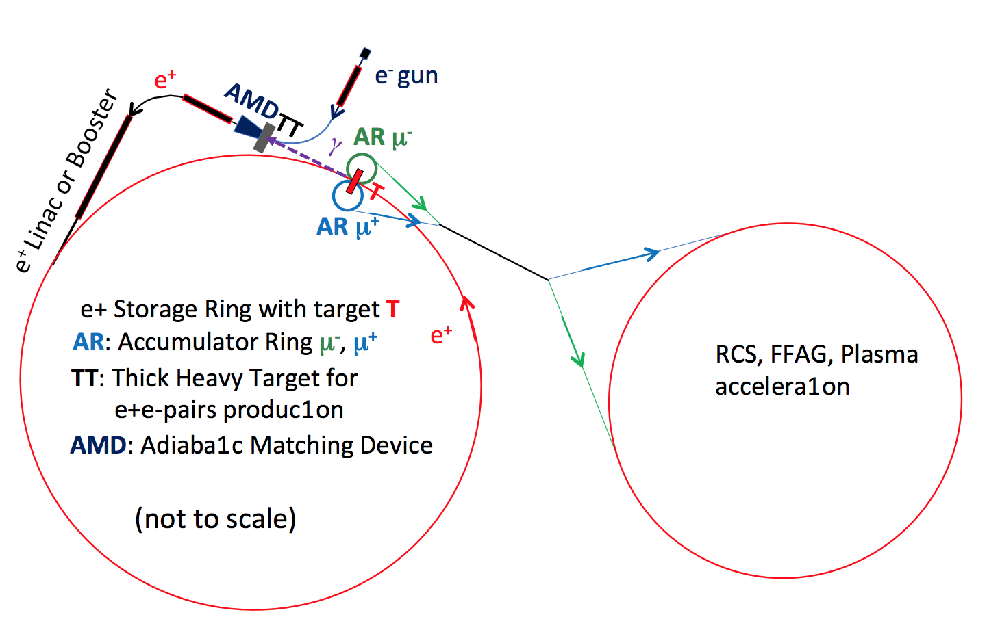 e⁺
AMD
TT
e⁻ gun
γ
AR μ⁻
T
AR μ⁺
e⁺ Linac or Booster
e+ Storage Ring with target T
AR: Accumulator Ring μ⁻, μ⁺
TT: Thick Heavy Target for
e+e-pairs produc1on
AMD: Adiaba1c Matching Device
(not to scale)
e⁺
RCS, FFAG, Plasma
accelera1on